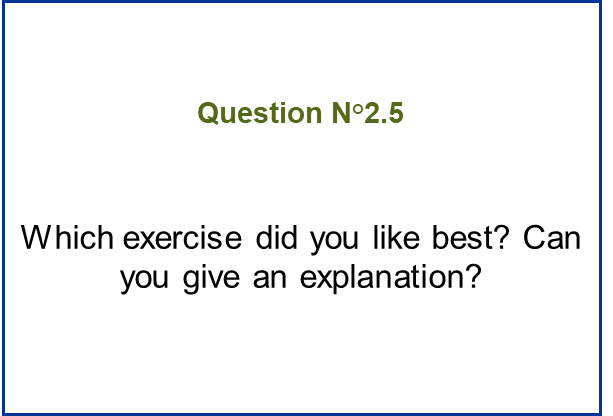 Question N°2.5
Which exercise did you like best? Can
you give an explanation?